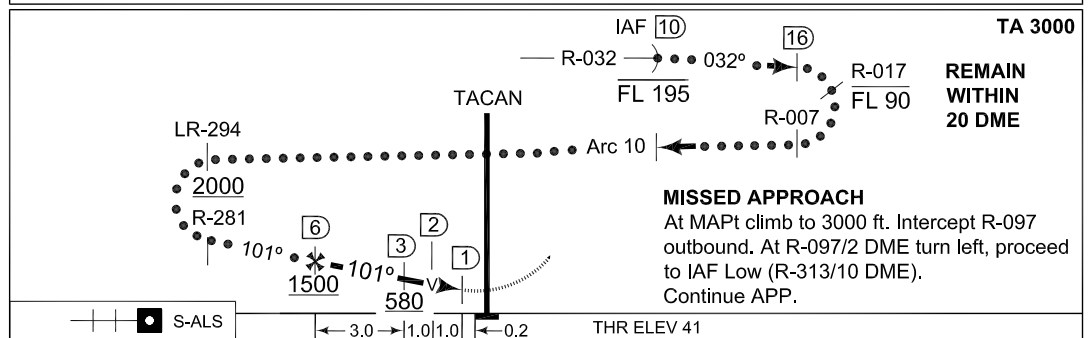 IAF 10
16
TA 3000
R-032
032º
FL 195
R-017
FL 90
REMAIN
WITHIN
20 DME
TACAN
R-007
LR-294
Arc 10
2000
R-281
101º
6
1500
101º
3
580
2
V
1
MISSED APPROACH
At MAPt climb to 3000 ft. Intercept R-097
outbound. At R-097/2 DME turn left, proceed
to IAF Low (R-313/10 DME).
Continue APP.
S-ALS
3.0
1.0
1.0
0.2
THR ELEV 41